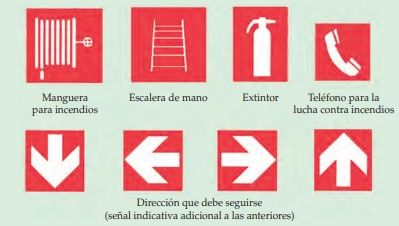 Manguera
para incendios
Escalera de mano
Extintor
Teléfono para la
lucha contra incendios
Dirección que debe seguirse
(señal indicativa adicional a las anteriores)